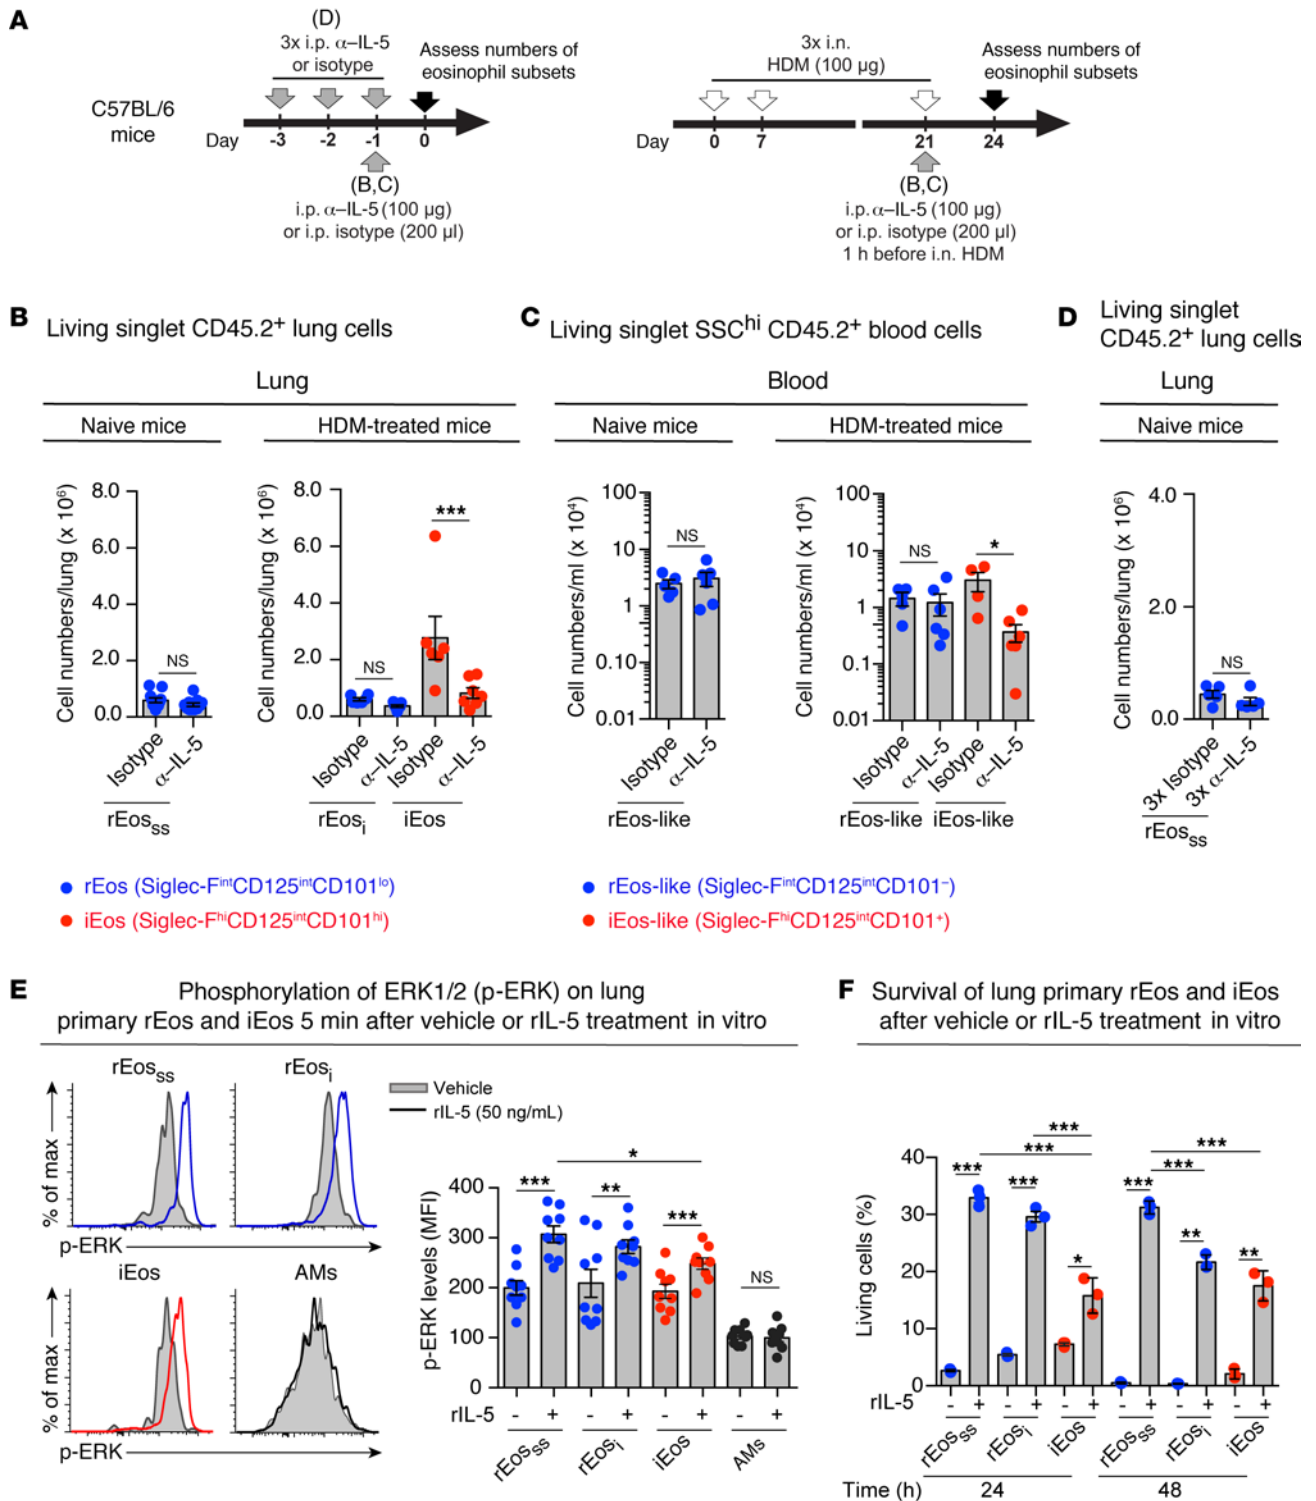 A
(D)
3x i.p. α–IL-5
or isotype
Assess numbers of
eosinophil subsets
C57BL/6
mice
Day
-3
-2
-1
0
(B,C)
i.p. α–IL-5 (100 µg)
or i.p. isotype (200 µl)
3x i.n.
HDM (100 µg)
Assess numbers of
eosinophil subsets
Day
0
7
21
24
(B,C)
i.p. α–IL-5 (100 µg)
or i.p. isotype (200 µl)
1 h before i.n. HDM
B Living singlet CD45.2⁺ lung cells
Lung
Naive mice
HDM-treated mice
Cell numbers/lung (x 10⁶)
8.0
6.0
4.0
2.0
0.0
NS
Isotype
α–IL-5
rEosss
Cell numbers/lung (x 10⁶)
8.0
6.0
4.0
2.0
0.0
NS
***
Isotype
α–IL-5
Isotype
α–IL-5
rEosi
iEos
rEos (Siglec-FintCD125intCD101lo)
iEos (Siglec-FhiCD125intCD101hi)
C Living singlet SSChi CD45.2⁺ blood cells
Blood
Naive mice
HDM-treated mice
Cell numbers/ml (x 10⁴)
100
10
1
0.1
0.01
NS
Isotype
α–IL-5
rEos-like
Cell numbers/ml (x 10⁴)
100
10
1
0.1
0.01
NS
*
Isotype
α–IL-5
Isotype
α–IL-5
rEos-like
iEos-like
rEos-like (Siglec-FintCD125intCD101⁻)
iEos-like (Siglec-FhiCD125intCD101⁺)
D Living singlet
CD45.2⁺ lung cells
Lung
Naive mice
Cell numbers/lung (x 10⁶)
4.0
2.0
0.0
NS
3x Isotype
3x α–IL-5
rEosss
E Phosphorylation of ERK1/2 (p-ERK) on lung
primary rEos and iEos 5 min after vehicle or rIL-5 treatment in vitro
rEosss
rEosi
% of max
p-ERK
iEos
AMs
% of max
p-ERK
Vehicle
rIL-5 (50 ng/mL)
p-ERK levels (MFI)
400
300
200
100
0
***
**
***
*
NS
rIL-5 - + - + - + - +
rEosss
rEosi
iEos
AMs
F Survival of lung primary rEos and iEos
after vehicle or rIL-5 treatment in vitro
Living cells (%)
40
30
20
10
0
***
***
***
***
*
***
***
***
**
**
rIL-5 - + - + - + - + - + - +
rEosss
rEosi
iEos
rEosss
rEosi
iEos
Time (h) 24 48